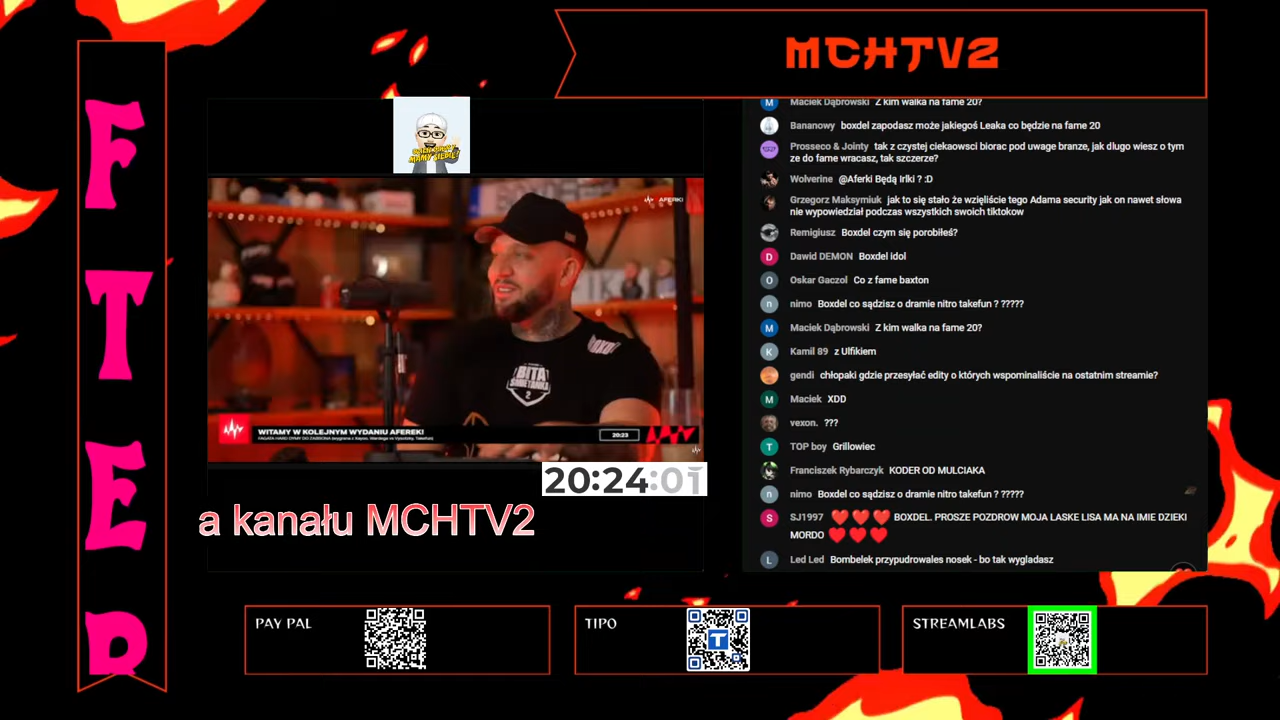 MCHTV2
F
T
E
R
MAMY CIEBIE!
AFERKI
BITA
ŚMIETANKA
2
WITAMY W KOLEJNYM WYDANIU AFEREK!
20:23
20:24:01
a kanału MCHTV2
Maciek Dąbrowski Z kim walka na fame 20?
Bananowy boxdel zapodasz może jakiegoś Leaka co będzie na fame 20
Prosseco & Jointy tak z czystej ciekaowsci biorac pod uwage branze, jak dlugo wiesz o tym
ze do fame wracasz, tak szczerze?
Wolverine @Aferki Będą Irlki ? :D
Grzegorz Maksymiuk jak to się stało że wzięliście tego Adama security jak on nawet słowa
nie wypowiedział podczas wszystkich swoich tiktokow
Remigiusz Boxdel czym się porobiłeś?
D Dawid DEMON Boxdel idol
O Oskar Gaczol Co z fame baxton
n nimo Boxdel co sądzisz o dramie nitro takefun ? ?????
M Maciek Dąbrowski Z kim walka na fame 20?
K Kamil 89 z Ulfikiem
gendi chłopaki gdzie przesyłać edity o których wspominaliście na ostatnim streamie?
M Maciek XDD
vexon. ???
T TOP boy Grillowiec
Franciszek Rybarczyk KODER OD MULCIAKA
n nimo Boxdel co sądzisz o dramie nitro takefun ? ?????
S SJ1997 ❤️❤️❤️ BOXDEL. PROSZE POZDROW MOJA LASKE LISA MA NA IMIE DZIEKI
MORDO ❤️❤️❤️
L Led Led Bombelek przypudrowales nosek - bo tak wygladasz
PAY PAL
TIPO
T
STREAMLABS